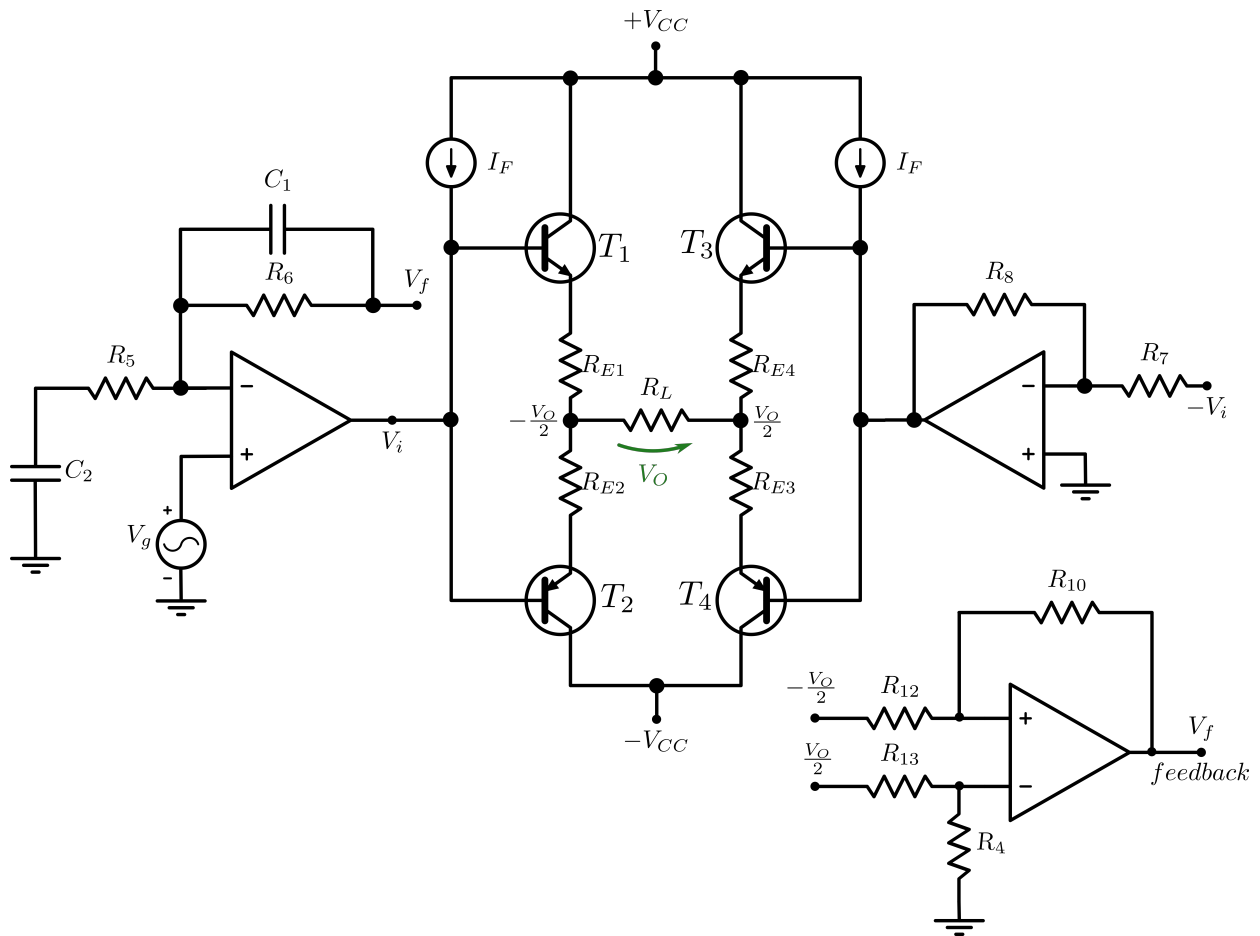 +V_CC
I_F
I_F
C_1
T_1
T_3
R_6
V_f
R_8
R_5
R_E1
R_E4
R_7
R_L
−
−
−V_O/2
V_O/2
−V_i
V_i
+
+
C_2
V_O
R_E2
R_E3
+
V_g
−
T_2
T_4
R_10
−V_O/2
R_12
+
−V_CC
V_f
V_O/2
R_13
feedback
−
R_4